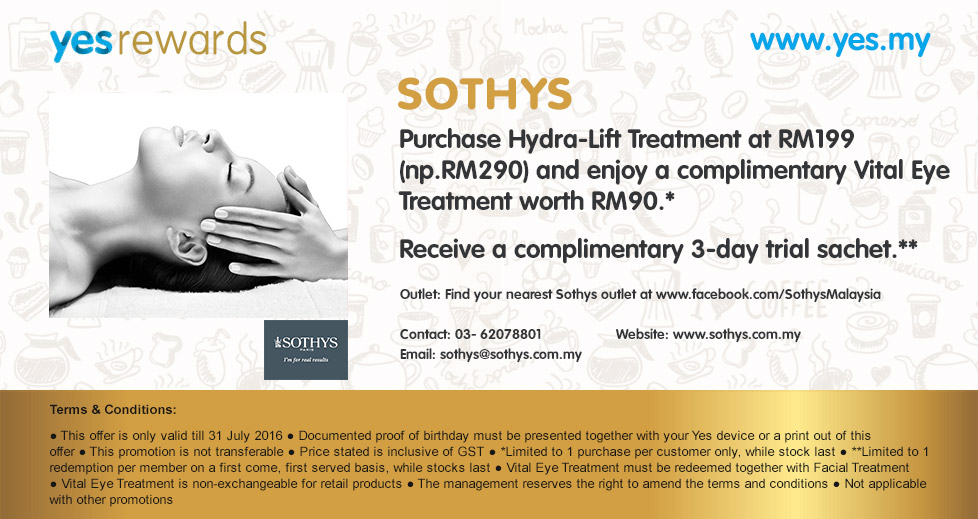 yesrewards
www.yes.my
SOTHYS
Purchase Hydra-Lift Treatment at RM199
(np.RM290) and enjoy a complimentary Vital Eye
Treatment worth RM90.*
Receive a complimentary 3-day trial sachet.**
Outlet: Find your nearest Sothys outlet at www.facebook.com/SothysMalaysia
Contact: 03- 62078801 Website: www.sothys.com.my
Email: sothys@sothys.com.my
SOTHYS
PARIS
I'm for real results
Mocha
Espresso
COFFEE
Terms & Conditions:
● This offer is only valid till 31 July 2016 ● Documented proof of birthday must be presented together with your Yes device or a print out of this
offer ● This promotion is not transferable ● Price stated is inclusive of GST ● *Limited to 1 purchase per customer only, while stock last ● **Limited to 1
redemption per member on a first come, first served basis, while stocks last ● Vital Eye Treatment must be redeemed together with Facial Treatment
● Vital Eye Treatment is non-exchangeable for retail products ● The management reserves the right to amend the terms and conditions ● Not applicable
with other promotions